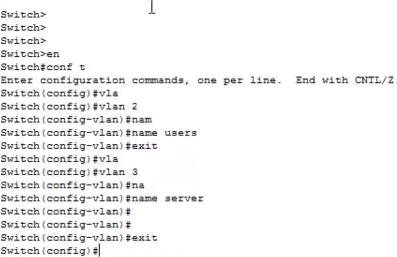 Switch>
Switch>
Switch>
Switch>en
Switch#conf t
Enter configuration commands, one per line.  End with CNTL/Z
Switch(config)#vla
Switch(config)#vlan 2
Switch(config-vlan)#nam
Switch(config-vlan)#name users
Switch(config-vlan)#exit
Switch(config)#vla
Switch(config)#vlan 3
Switch(config-vlan)#na
Switch(config-vlan)#name server
Switch(config-vlan)#
Switch(config-vlan)#
Switch(config-vlan)#exit
Switch(config)#